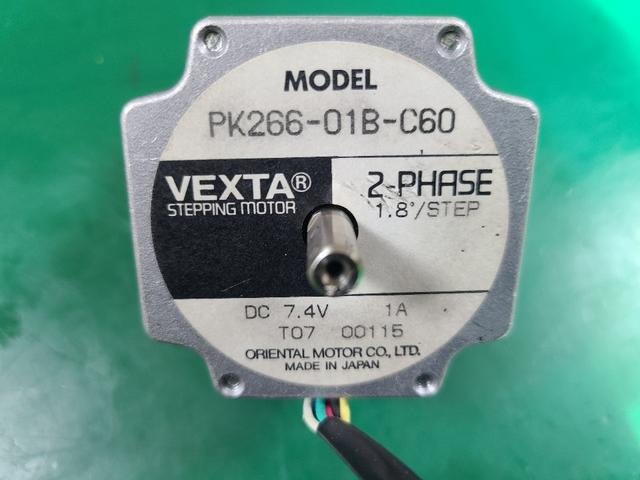 MODEL
PK266-01B-C60
VEXTA®
STEPPING MOTOR
2-PHASE
1.8°/STEP
DC 7.4V 1A
T07 00115
ORIENTAL MOTOR CO., LTD.
MADE IN JAPAN